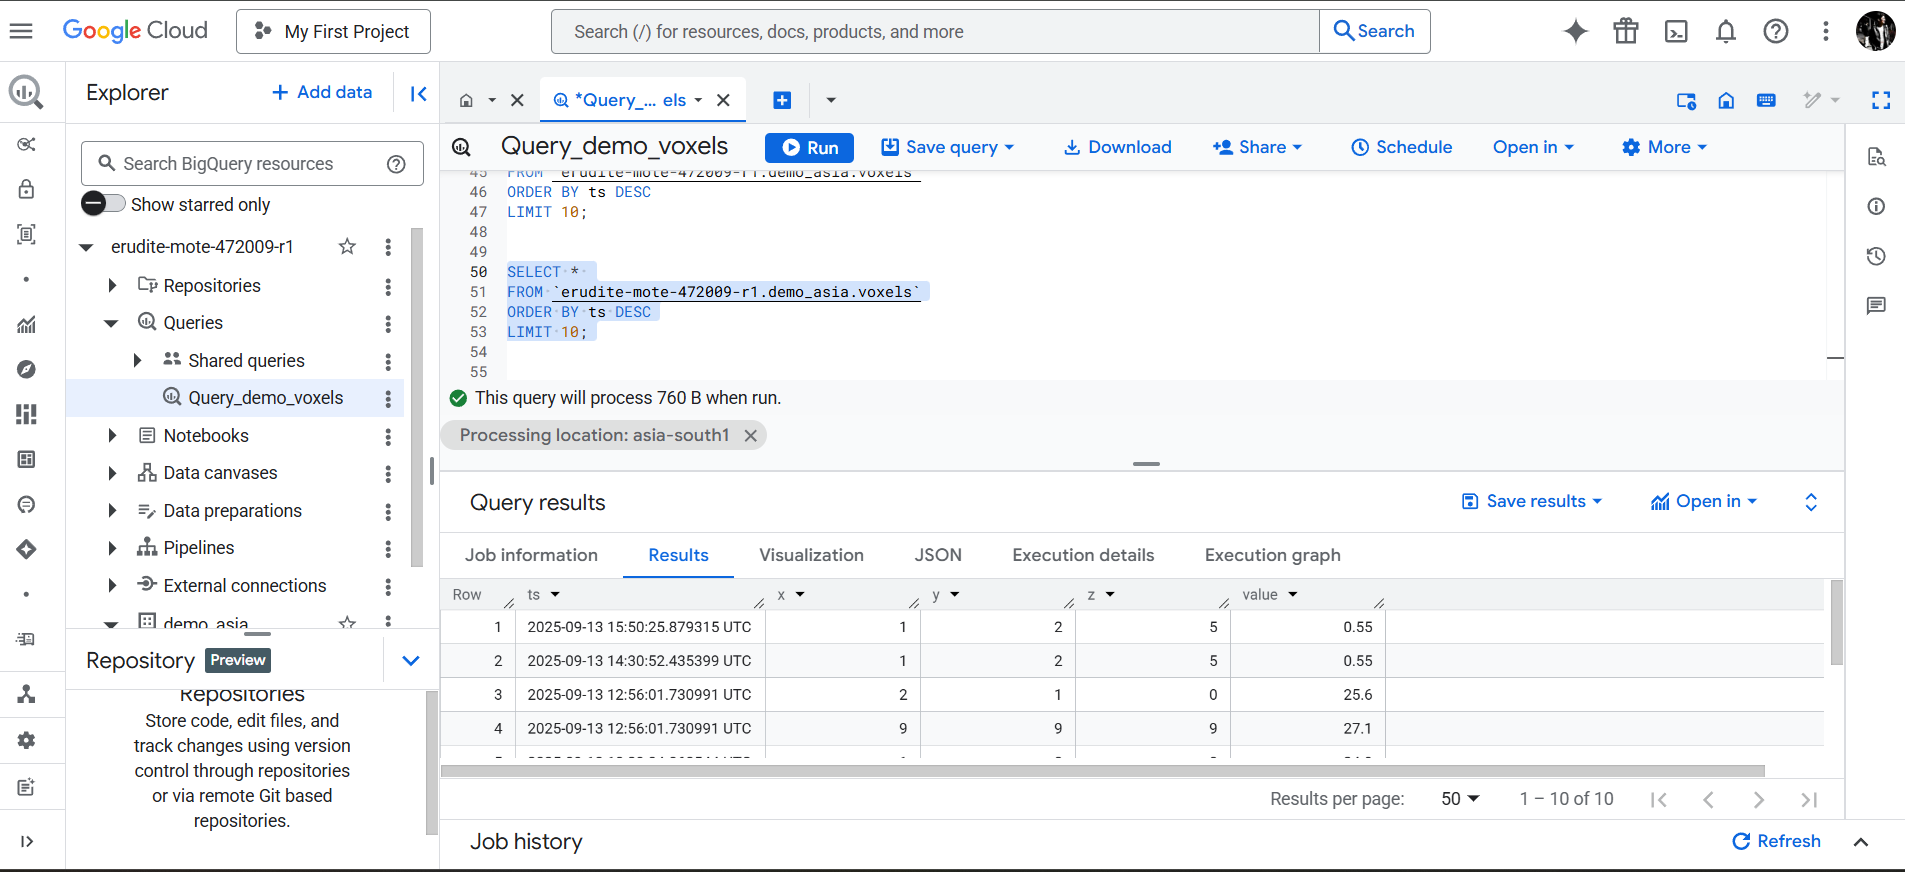 Google Cloud
My First Project
Search (/) for resources, docs, products, and more
Search
Explorer
+ Add data
*Query_... els
Search BigQuery resources
Show starred only
erudite-mote-472009-r1
Repositories
Queries
Shared queries
Query_demo_voxels
Notebooks
Data canvases
Data preparations
Pipelines
External connections
demo_asia
Repository Preview
Repositories
Store code, edit files, and
track changes using version
control through repositories
or via remote Git based
repositories.
Query_demo_voxels
Run
Save query
Download
Share
Schedule
Open in
More
45 FROM `erudite-mote-472009-r1.demo_asia.voxels`
46 ORDER BY ts DESC
47 LIMIT 10;
48
49
50 SELECT *
51 FROM `erudite-mote-472009-r1.demo_asia.voxels`
52 ORDER BY ts DESC
53 LIMIT 10;
54
55
This query will process 760 B when run.
Processing location: asia-south1
Query results
Save results
Open in
Job information Results Visualization JSON Execution details Execution graph
Row ts x y z value
1 2025-09-13 15:50:25.879315 UTC 1 2 5 0.55
2 2025-09-13 14:30:52.435399 UTC 1 2 5 0.55
3 2025-09-13 12:56:01.730991 UTC 2 1 0 25.6
4 2025-09-13 12:56:01.730991 UTC 9 9 9 27.1
Results per page: 50 1 – 10 of 10
Job history
Refresh